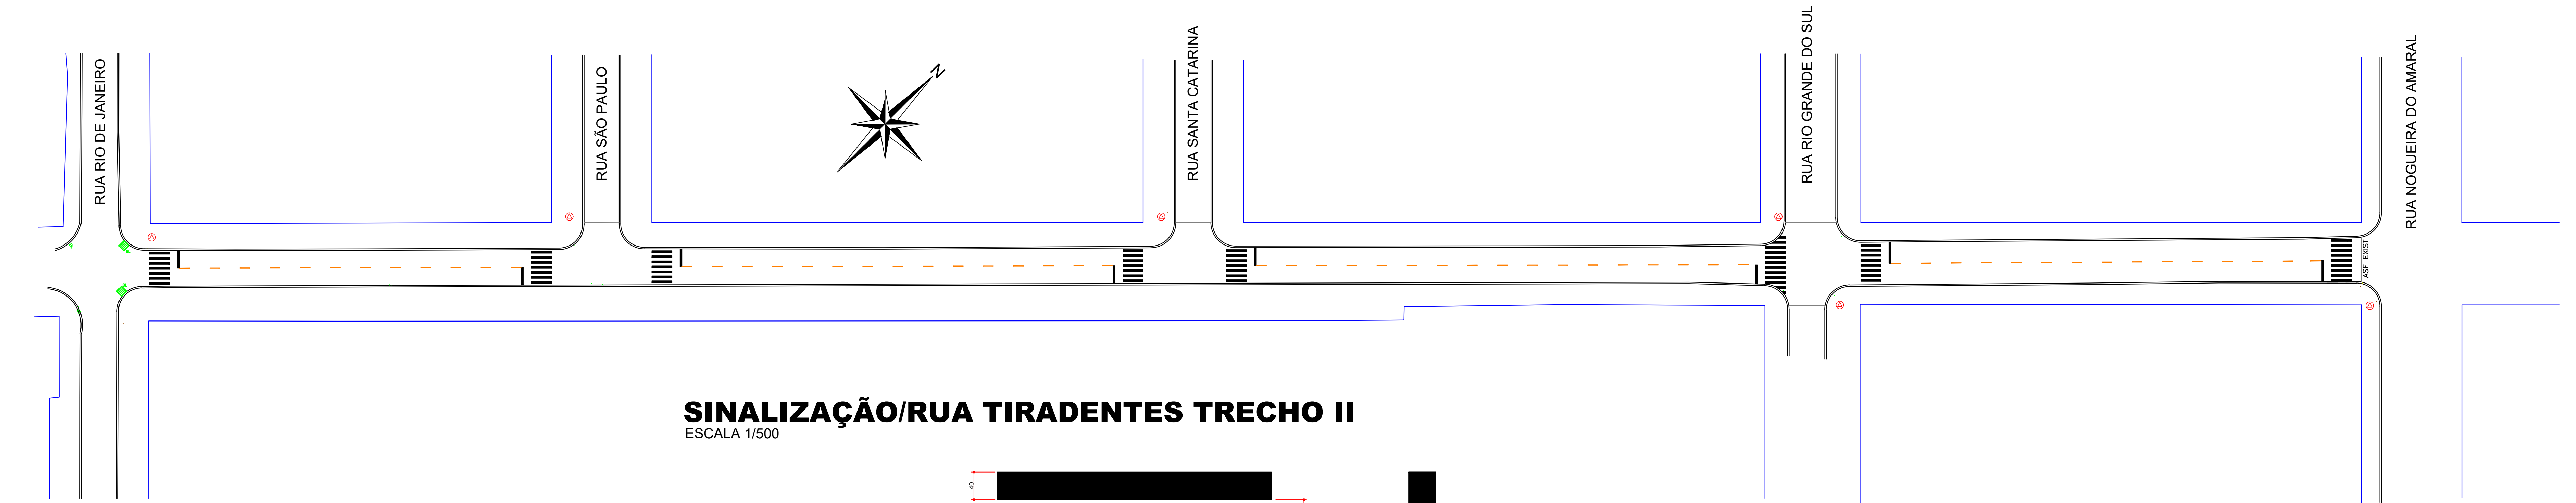 RUA RIO DE JANEIRO
RUA SÃO PAULO
N
RUA SANTA CATARINA
RUA RIO GRANDE DO SUL
RUA NOGUEIRA DO AMARAL
ASF. EXIST
SINALIZAÇÃO/RUA TIRADENTES TRECHO II
ESCALA 1/500
40